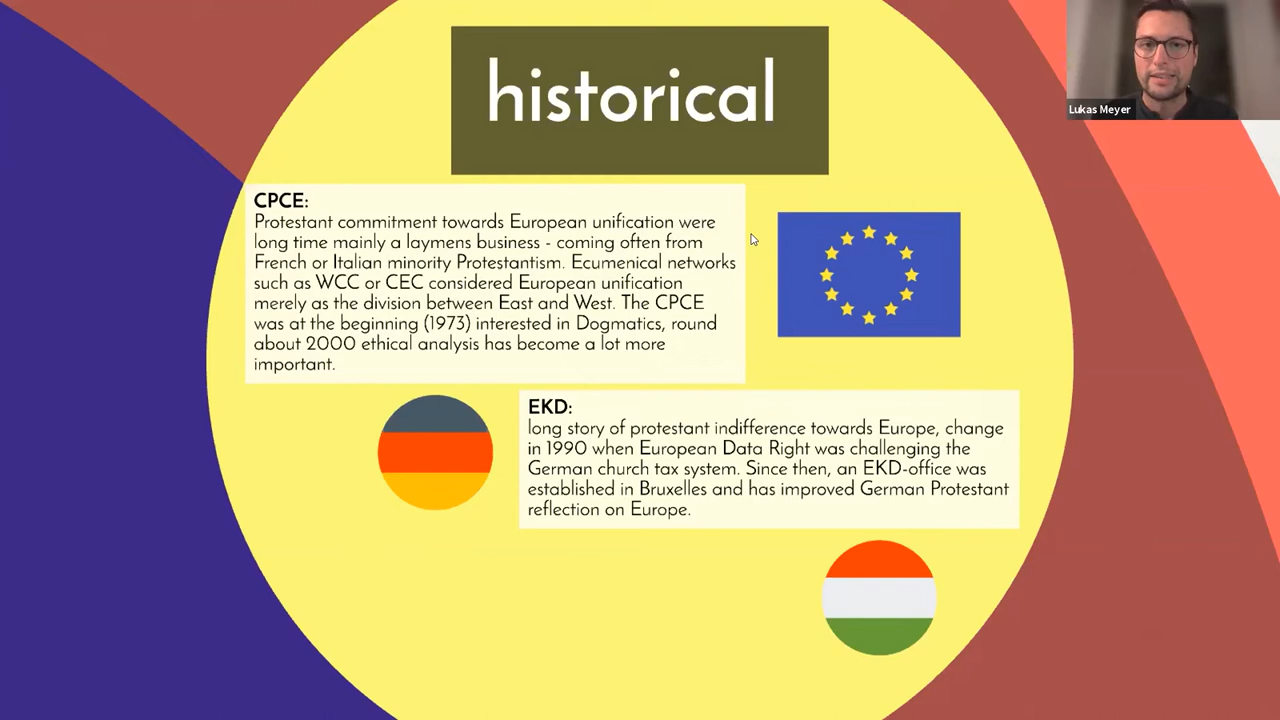 historical
Lukas Meyer
CPCE:
Protestant commitment towards European unification were
long time mainly a laymens business - coming often from
French or Italian minority Protestantism. Ecumenical networks
such as WCC or CEC considered European unification
merely as the division between East and West. The CPCE
was at the beginning (1973) interested in Dogmatics, round
about 2000 ethical analysis has become a lot more
important.
EKD:
long story of protestant indifference towards Europe, change
in 1990 when European Data Right was challenging the
German church tax system. Since then, an EKD-office was
established in Bruxelles and has improved German Protestant
reflection on Europe.